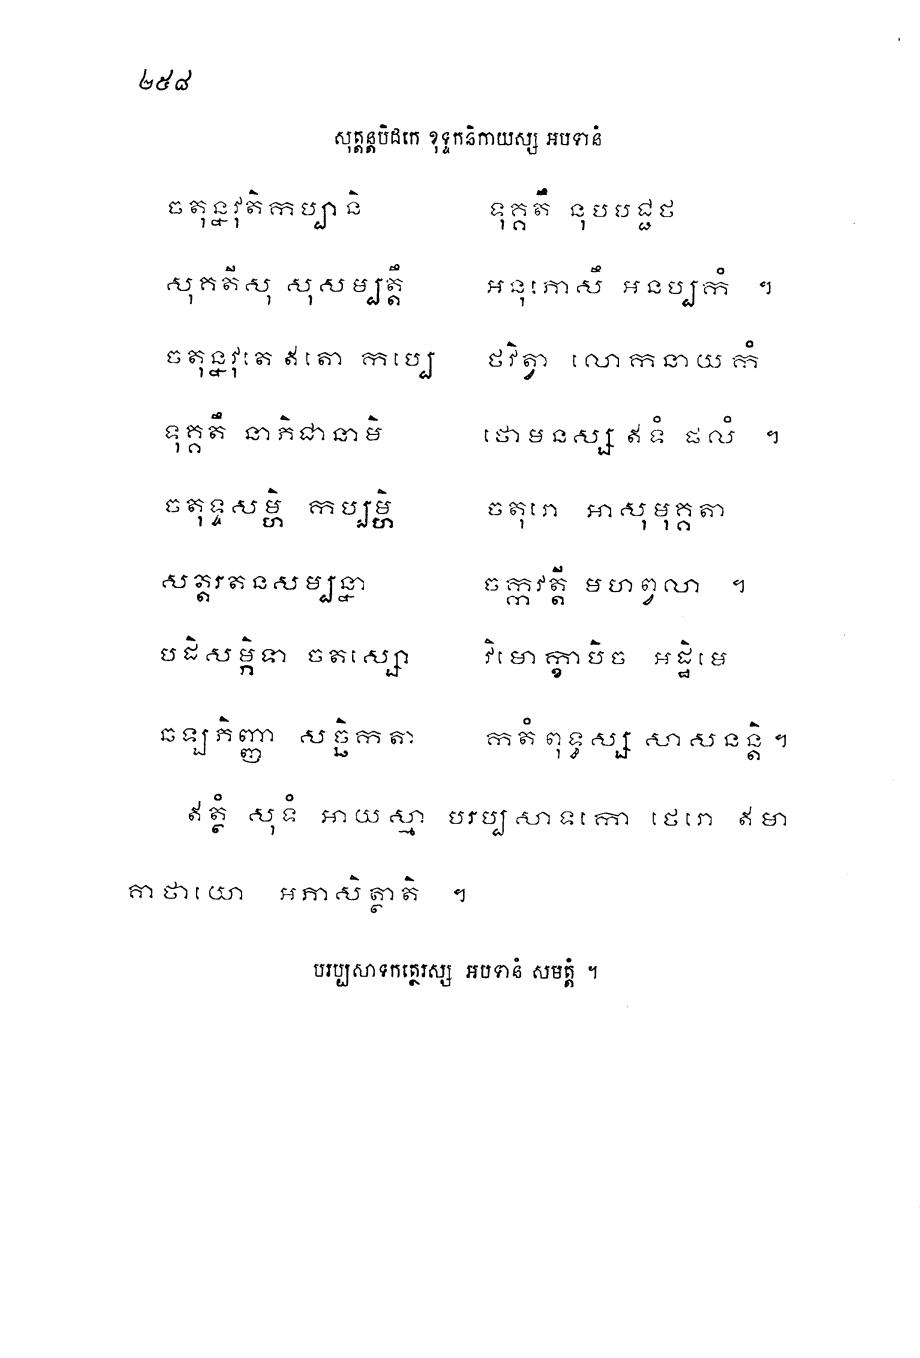 ២៥៨
សុត្តន្តបិដកេ ខុទ្ទកនិកាយស្ស អបទានំ
ចតុន្នវុតិកប្បានិ ទុគ្គតឹ នុបបជ្ជថ
សុគតីសុ សុសម្បត្តឹ អនុភោសឹ អនប្បកំ ។
ចតុន្នវុតេ ឥតោ កប្បេ ថវិត្វា លោកនាយកំ
ទុគ្គតឹ នាភិជានាមិ ថោមនស្ស ឥទំ ផលំ ។
ចតុទ្ទសម្ហិ កប្បម្ហិ ចតុរោ អាសុមុគ្គតា
សត្តរតនសម្បន្នា ចក្កវត្តី មហព្វលា ។
បដិសម្ភិទា ចតស្សោ វិមោក្ខាបិច អដ្ឋិមេ
ឆឡភិញ្ញា សច្ឆិកតា កតំ ពុទ្ធស្ស សាសនន្តិ ។
ឥត្ថំ សុទំ អាយស្មា បរប្បសាទកោ ថេរោ ឥមា
គាថាយោ អភាសិត្ថាតិ ។
បរប្បសាទកត្ថេរស្ស អបទានំ សមត្តំ ។